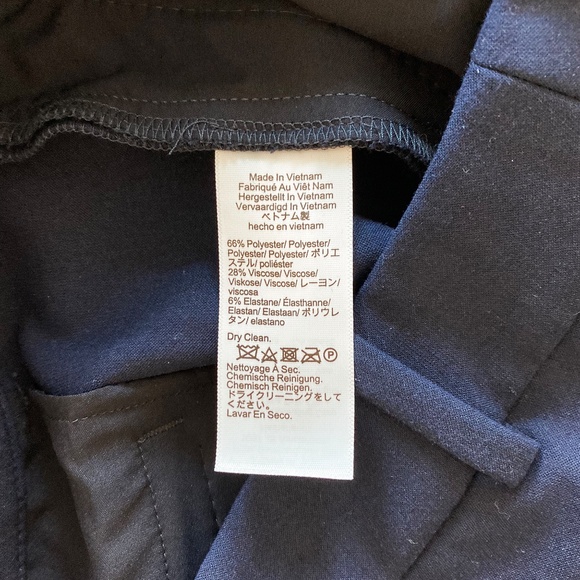 Made In Vietnam
Fabriqué Au Viêt Nam
Hergestellt In Vietnam
Vervaardigd In Vietnam
ベトナム製
hecho en vietnam
66% Polyester/ Polyester/
Polyester/ Polyester/ ポリエ
ステル/ poliéster
28% Viscose/ Viscose/
Viskose/ Viscose/ レーヨン/
viscosa
6% Elastane/ Élasthanne/
Elastan/ Elastaan/ ポリウレ
タン/ elastano
Dry Clean.
P
Nettoyage À Sec.
Chemische Reinigung.
Chemisch Reinigen.
ドライクリーニングをして
ください。
Lavar En Seco.